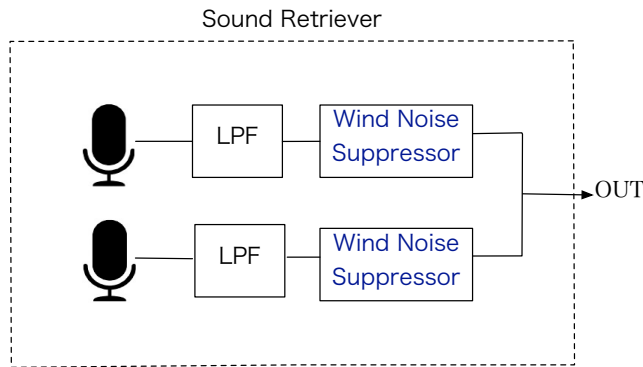 Sound Retriever
LPF
Wind Noise
Suppressor
OUT
LPF
Wind Noise
Suppressor